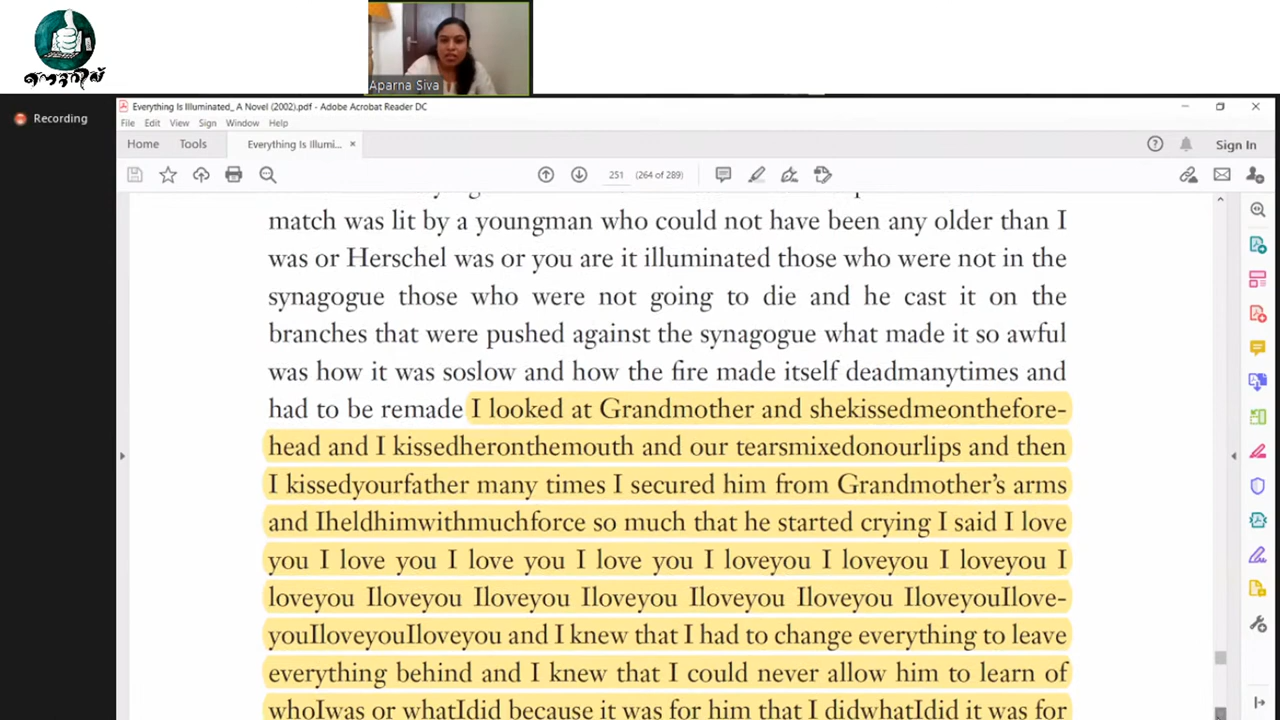 Aparna Siva
Recording
Everything Is Illuminated_ A Novel (2002).pdf - Adobe Acrobat Reader DC
File Edit View Sign Window Help
Home Tools Everything Is Illumi... × Sign In
251 (264 of 289)
match was lit by a youngman who could not have been any older than I
was or Herschel was or you are it illuminated those who were not in the
synagogue those who were not going to die and he cast it on the
branches that were pushed against the synagogue what made it so awful
was how it was soslow and how the fire made itself deadmanytimes and
had to be remade I looked at Grandmother and shekissedmeonthefore-
head and I kissedheronthemouth and our tearsmixedonourlips and then
I kissedyourfather many times I secured him from Grandmother’s arms
and Iheldhimwithmuchforce so much that he started crying I said I love
you I love you I love you I love you I loveyou I loveyou I loveyou I
loveyou Iloveyou Iloveyou Iloveyou Iloveyou Iloveyou IloveyouIlove-
youIloveyouIloveyou and I knew that I had to change everything to leave
everything behind and I knew that I could never allow him to learn of
whoIwas or whatIdid because it was for him that I didwhatIdid it was for